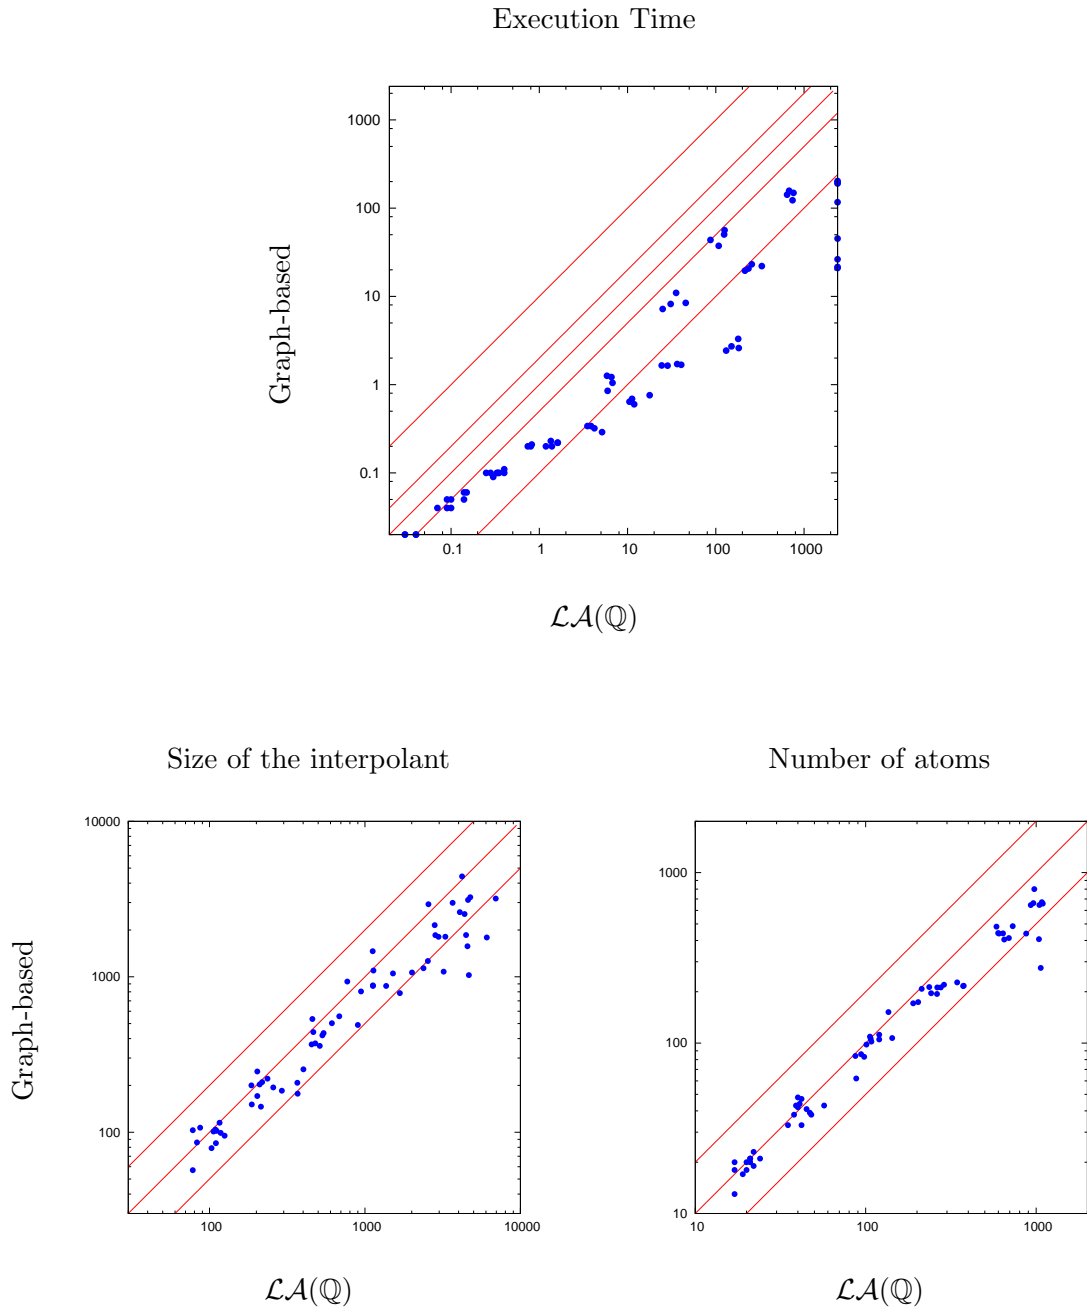 Execution Time
1000
100
10
1
0.1
0.1 1 10 100 1000
Graph-based
ℒ𝒜(ℚ)
Size of the interpolant
10000
1000
100
100 1000 10000
Graph-based
ℒ𝒜(ℚ)
Number of atoms
1000
100
10
10 100 1000
ℒ𝒜(ℚ)